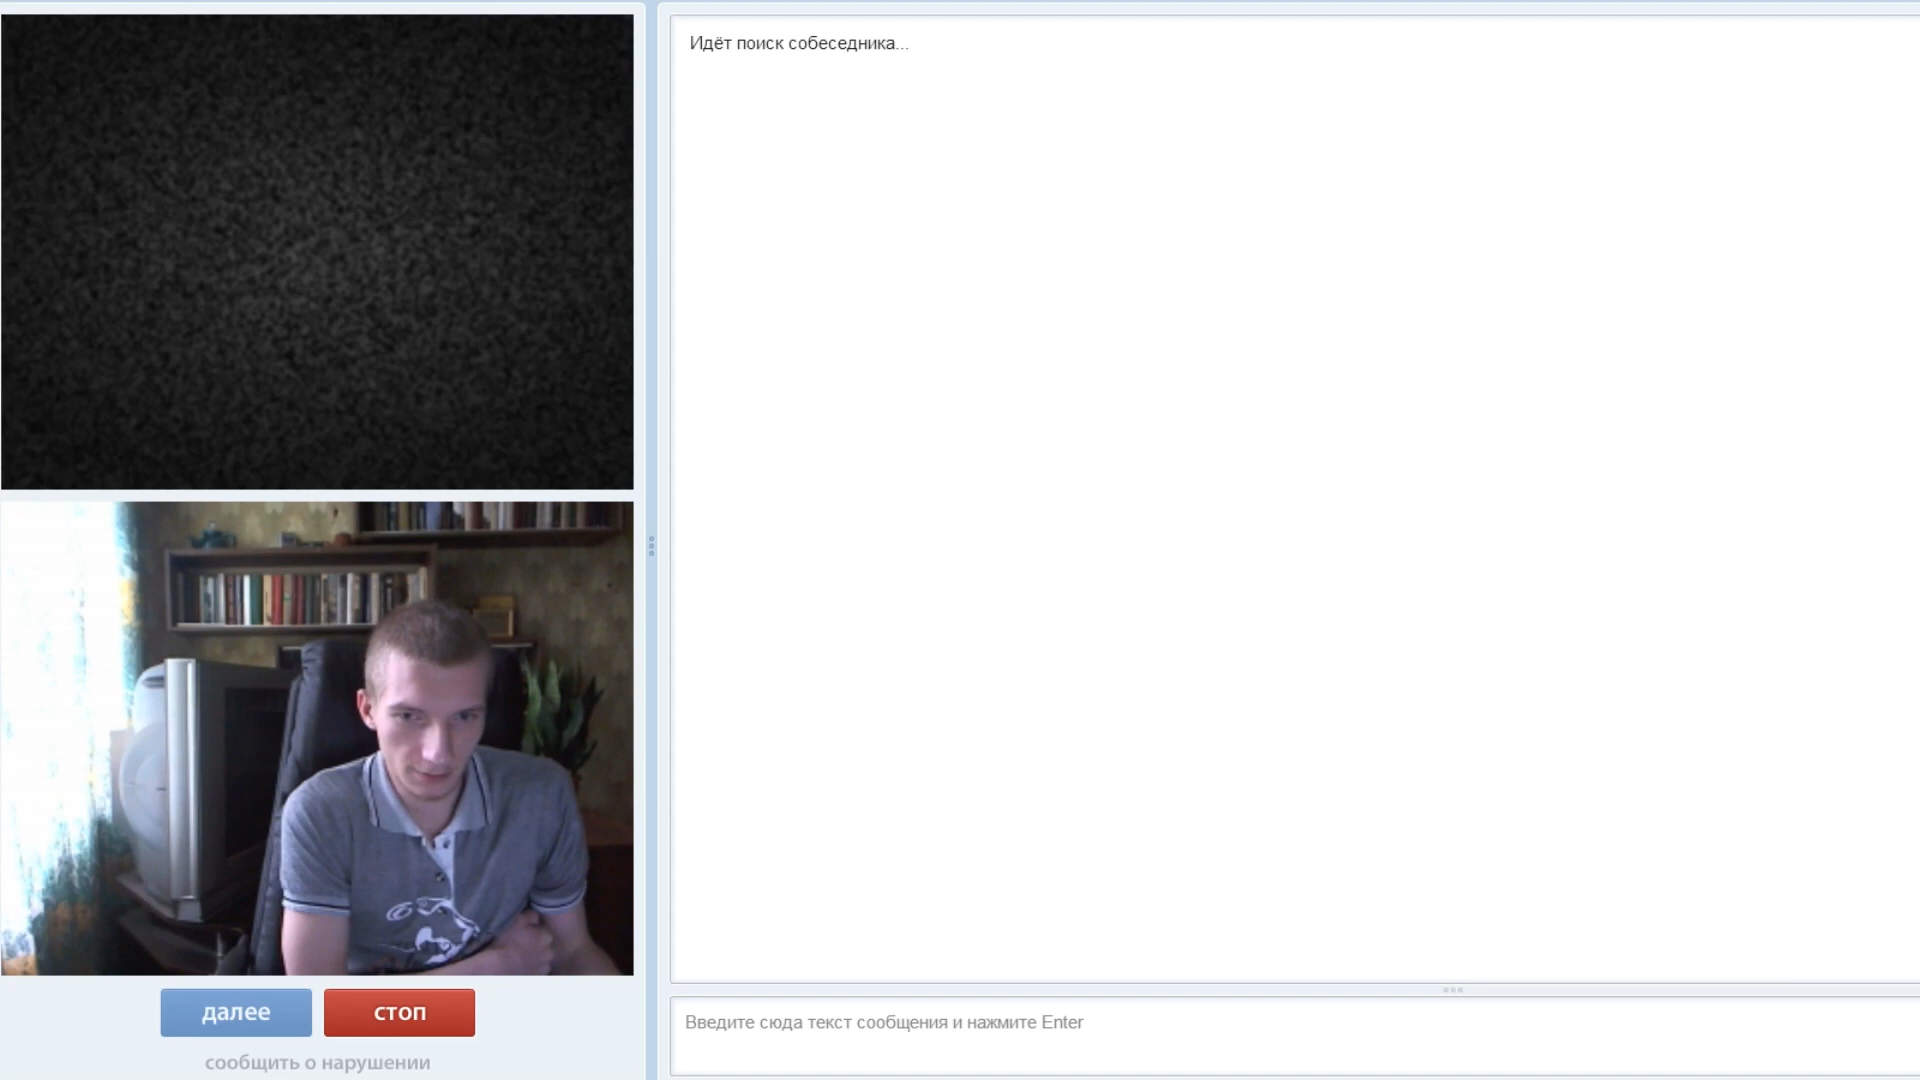 Идёт поиск собеседника...
далее
стоп
сообщить о нарушении
Введите сюда текст сообщения и нажмите Enter